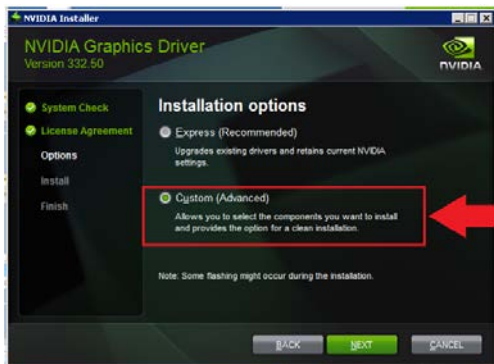 NVIDIA Installer
NVIDIA Graphics Driver
Version 332.50
NVIDIA
System Check
License Agreement
Options
Install
Finish
Installation options
Express (Recommended)
Upgrades existing drivers and retains current NVIDIA
settings.
Custom (Advanced)
Allows you to select the components you want to install
and provides the option for a clean installation.
Note: Some flashing might occur during the installation.
BACK
NEXT
CANCEL